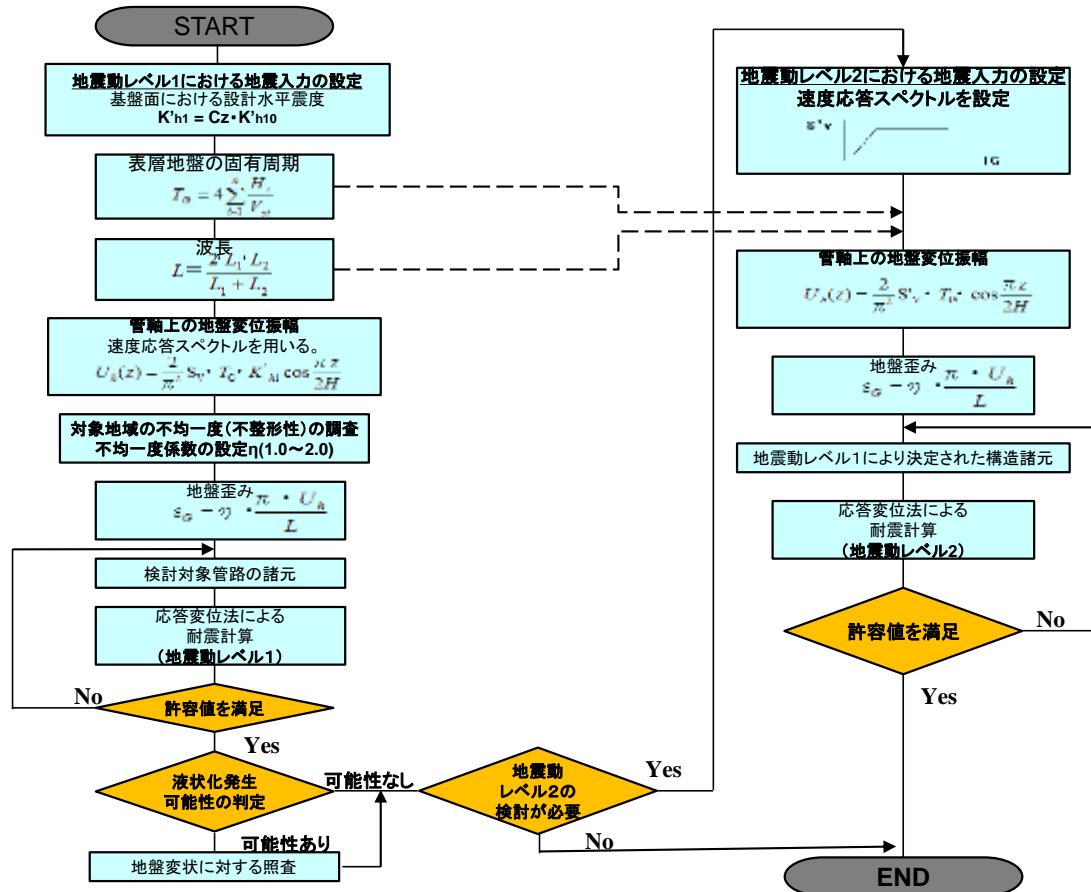 START
地震動レベル1における地震入力の設定
基盤面における設計水平震度
K'h1 = Cz・K'h10
表層地盤の固有周期
波長
L=2・L₁・L₂/(L₁+L₂)
管軸上の地盤変位振幅
速度応答スペクトルを用いる。
対象地域の不均一度(不整形性)の調査
不均一度係数の設定η(1.0～2.0)
地盤歪み
ε_G = η・π・U_h/L
検討対象管路の諸元
応答変位法による
耐震計算
(地震動レベル1)
No
許容値を満足
Yes
液状化発生
可能性の判定
可能性なし
可能性あり
地盤変状に対する照査
地震動
レベル2の
検討が必要
Yes
No
地震動レベル2における地震入力の設定
速度応答スペクトルを設定
管軸上の地盤変位振幅
地盤歪み
ε_G = η・π・U_h/L
地震動レベル1により決定された構造諸元
応答変位法による
耐震計算
(地震動レベル2)
許容値を満足
No
Yes
END